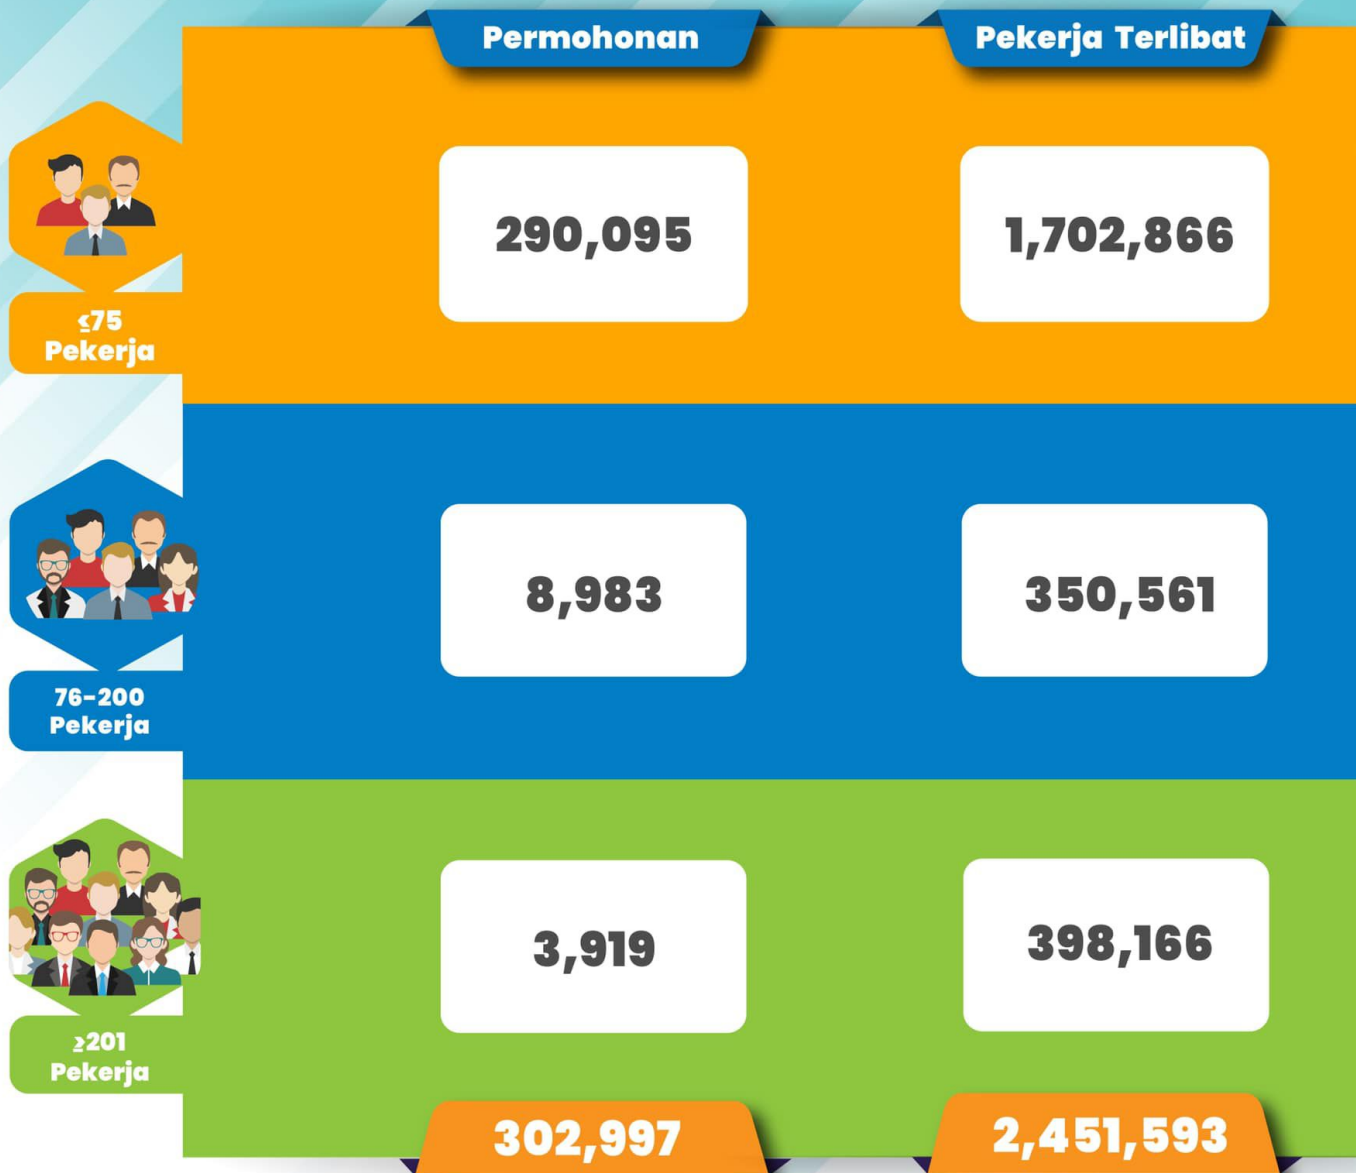 Permohonan
Pekerja Terlibat
290,095
1,702,866
≤75
Pekerja
8,983
350,561
76-200
Pekerja
3,919
398,166
≥201
Pekerja
302,997
2,451,593